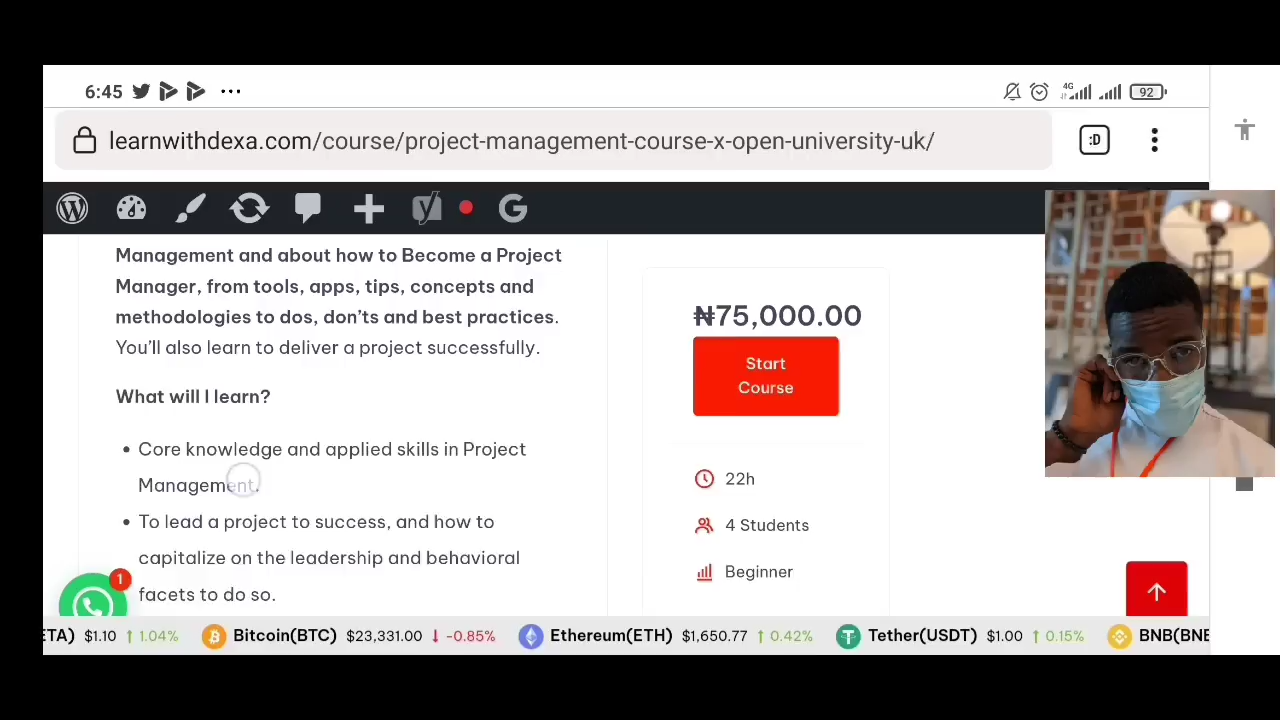 6:45
4G
92
learnwithdexa.com/course/project-management-course-x-open-university-uk/
:D
Management and about how to Become a Project
Manager, from tools, apps, tips, concepts and
methodologies to dos, don’ts and best practices.
You’ll also learn to deliver a project successfully.
What will I learn?
• Core knowledge and applied skills in Project
Management.
• To lead a project to success, and how to
capitalize on the leadership and behavioral
facets to do so.
₦75,000.00
Start
Course
22h
4 Students
Beginner
1
ETA) $1.10 ↑ 1.04% Bitcoin(BTC) $23,331.00 ↓ -0.85% Ethereum(ETH) $1,650.77 ↑ 0.42% Tether(USDT) $1.00 ↑ 0.15% BNB(BNB